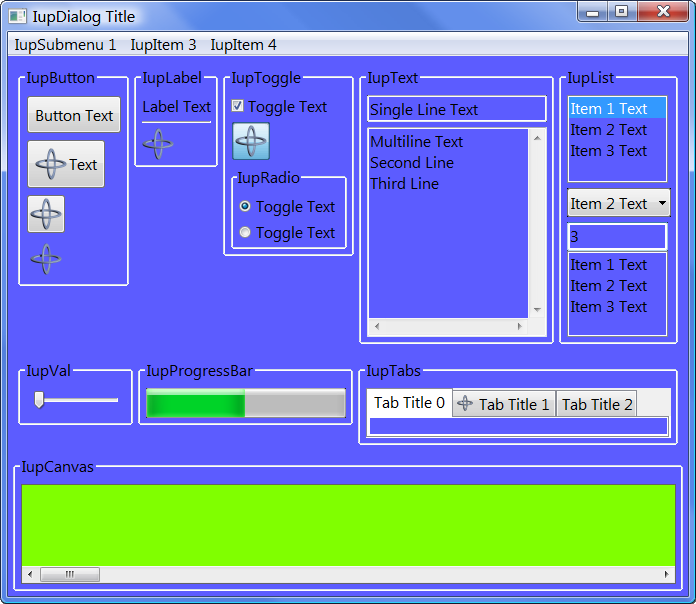 IupDialog Title
IupSubmenu 1 IupItem 3 IupItem 4
IupButton
Button Text
Text
IupLabel
Label Text
IupToggle
Toggle Text
IupRadio
Toggle Text
Toggle Text
IupText
Single Line Text
Multiline Text
Second Line
Third Line
IupList
Item 1 Text
Item 2 Text
Item 3 Text
Item 2 Text
3
Item 1 Text
Item 2 Text
Item 3 Text
IupVal
IupProgressBar
IupTabs
Tab Title 0 Tab Title 1 Tab Title 2
IupCanvas